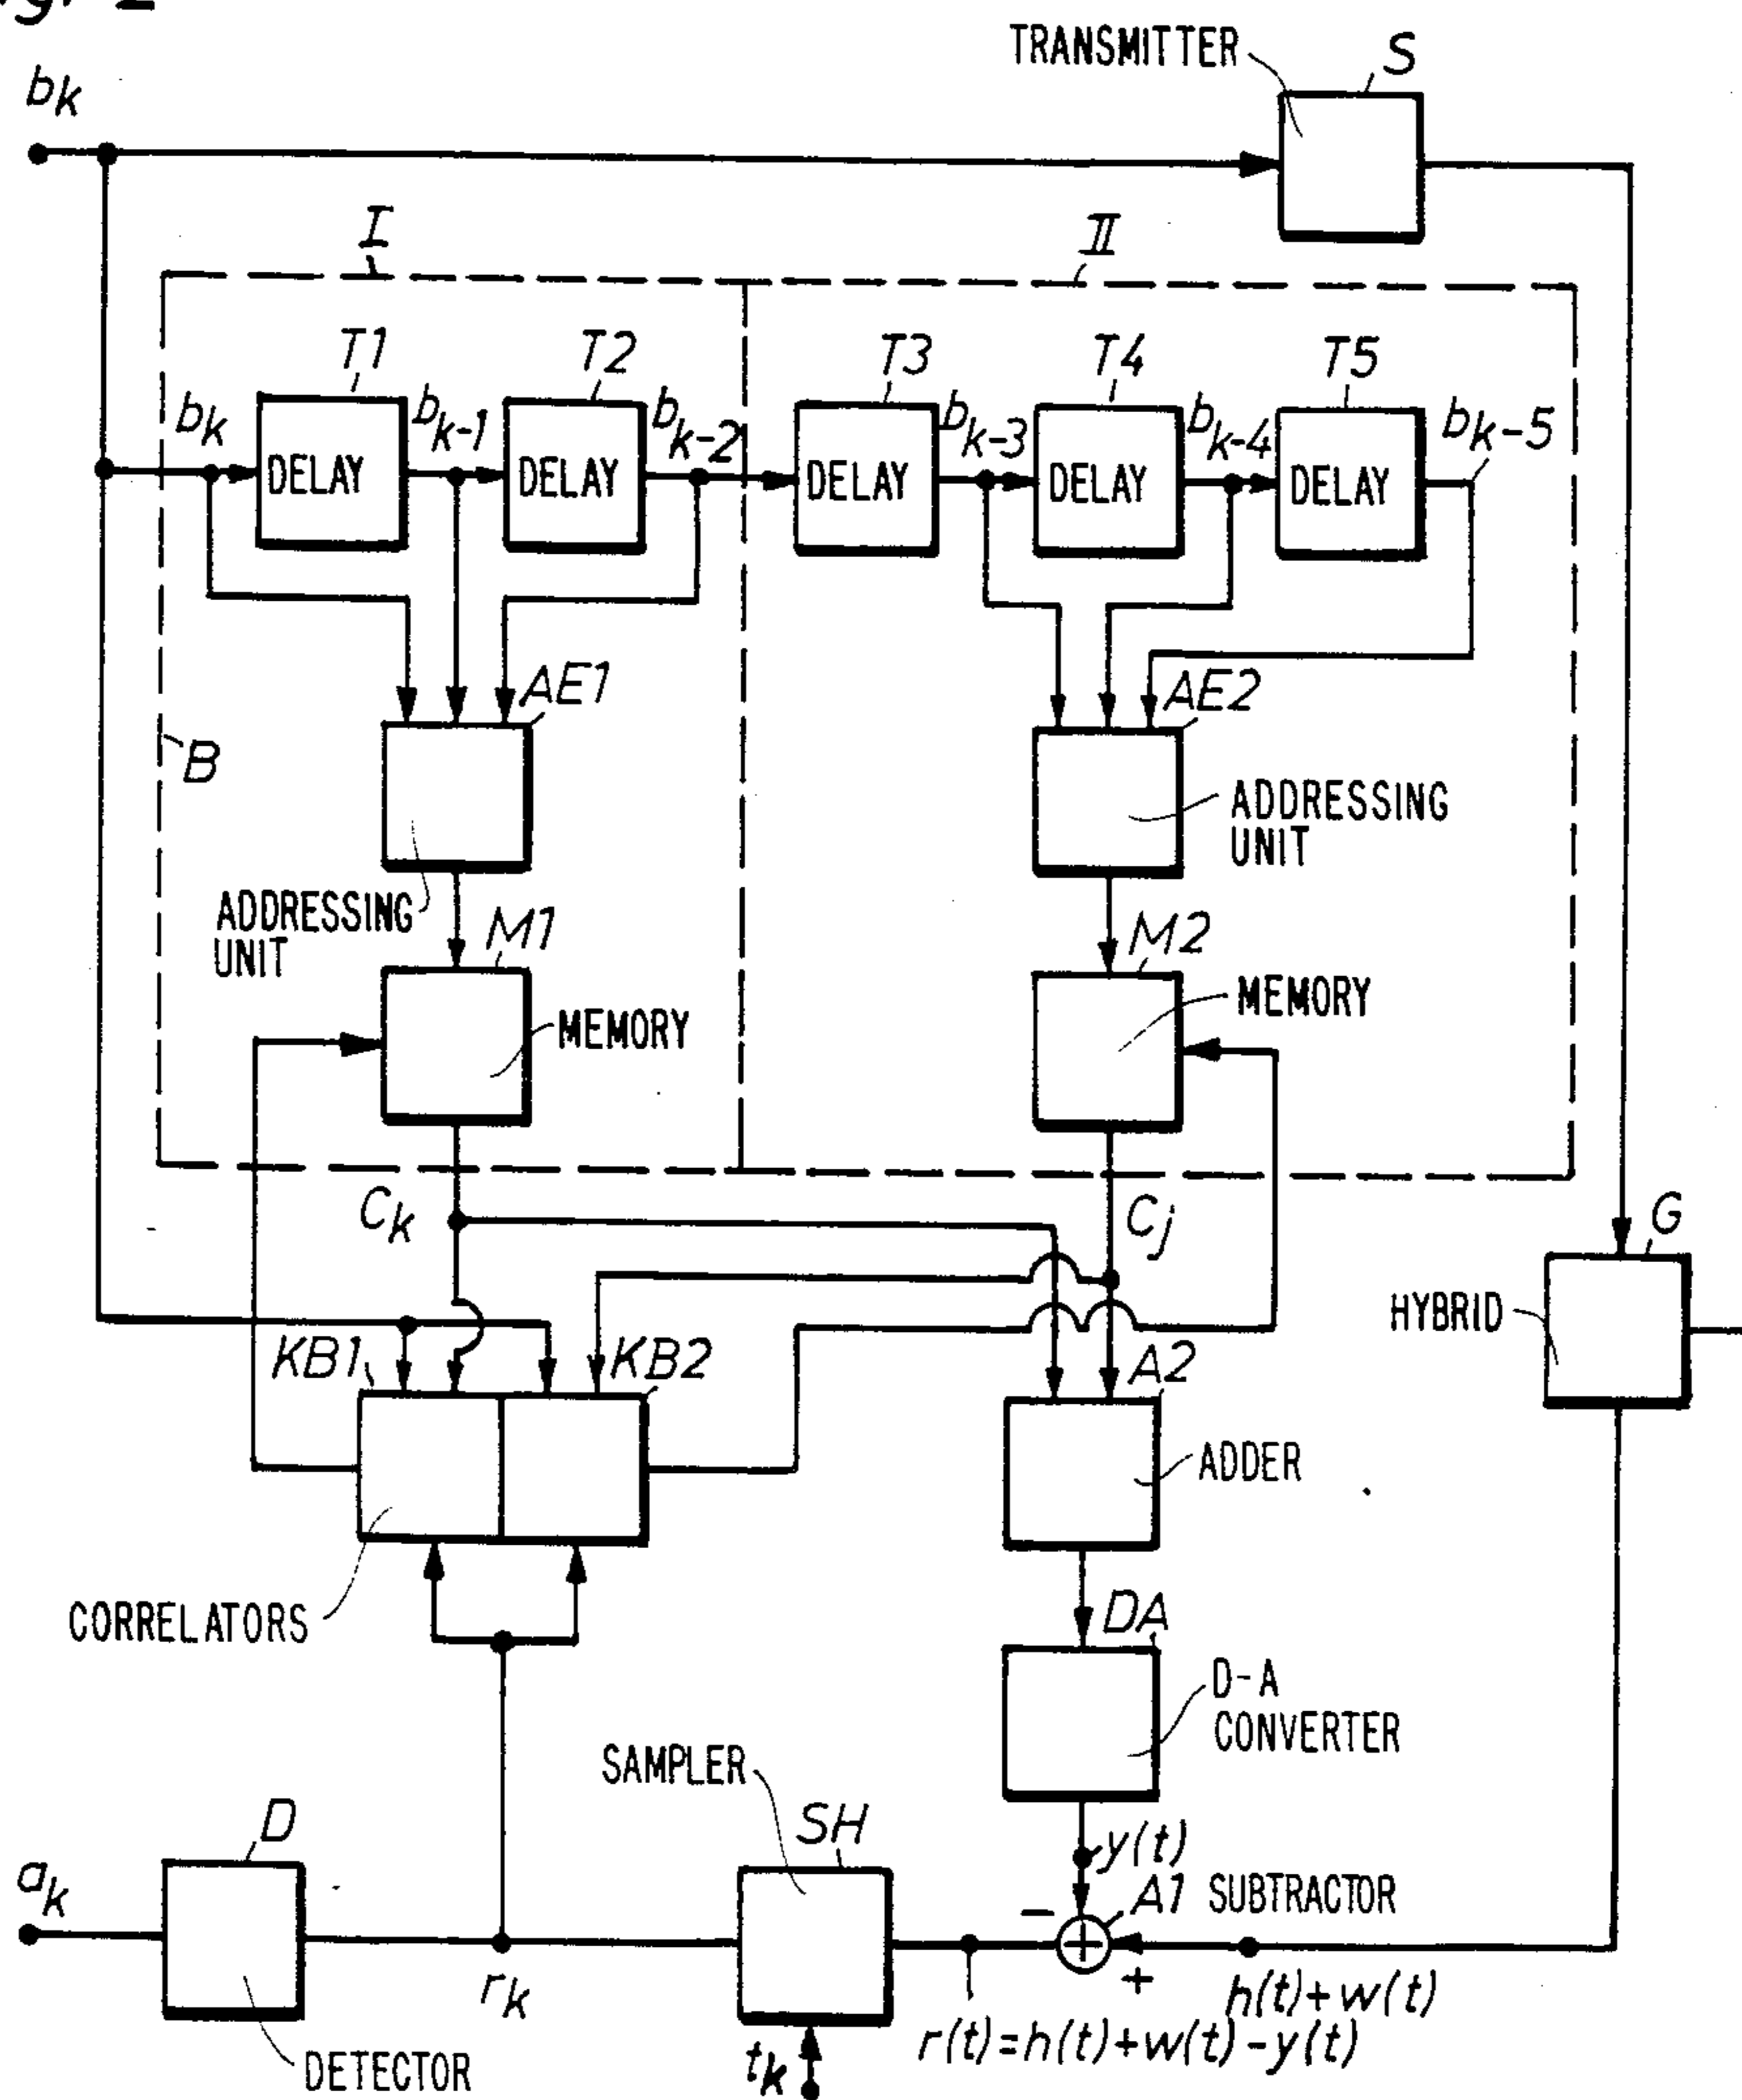 bk
TRANSMITTER
S
I
II
T1
T2
T3
T4
T5
bk
bk-1
bk-2
bk-3
bk-4
bk-5
DELAY
DELAY
DELAY
DELAY
DELAY
AE1
AE2
B
ADDRESSING
UNIT
ADDRESSING
UNIT
M1
M2
MEMORY
MEMORY
Ck
Cj
G
HYBRID
KB1
KB2
A2
ADDER
CORRELATORS
DA
D-A
CONVERTER
SAMPLER
SH
y(t)
D
ak
A1 SUBTRACTOR
-
+
+
rk
h(t)+w(t)
r(t)=h(t)+w(t)-y(t)
tk
DETECTOR